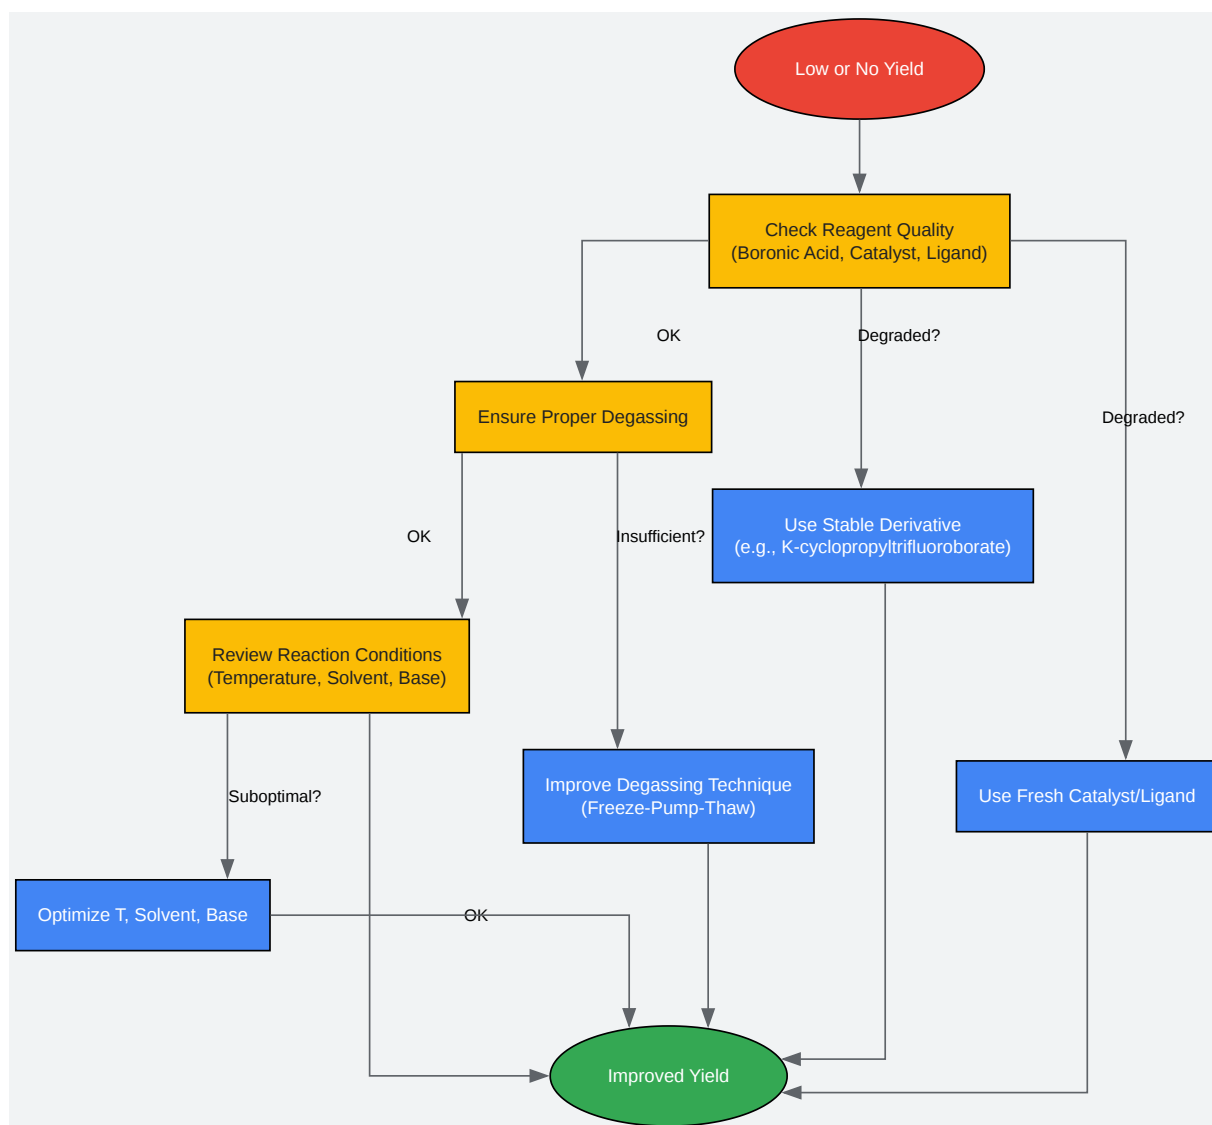 Low or No Yield
Check Reagent Quality
(Boronic Acid, Catalyst, Ligand)
OK
Degraded?
Degraded?
Ensure Proper Degassing
Use Stable Derivative
(e.g., K-cyclopropyltrifluoroborate)
OK
Insufficient?
Review Reaction Conditions
(Temperature, Solvent, Base)
Improve Degassing Technique
(Freeze-Pump-Thaw)
Use Fresh Catalyst/Ligand
Suboptimal?
Optimize T, Solvent, Base
OK
Improved Yield